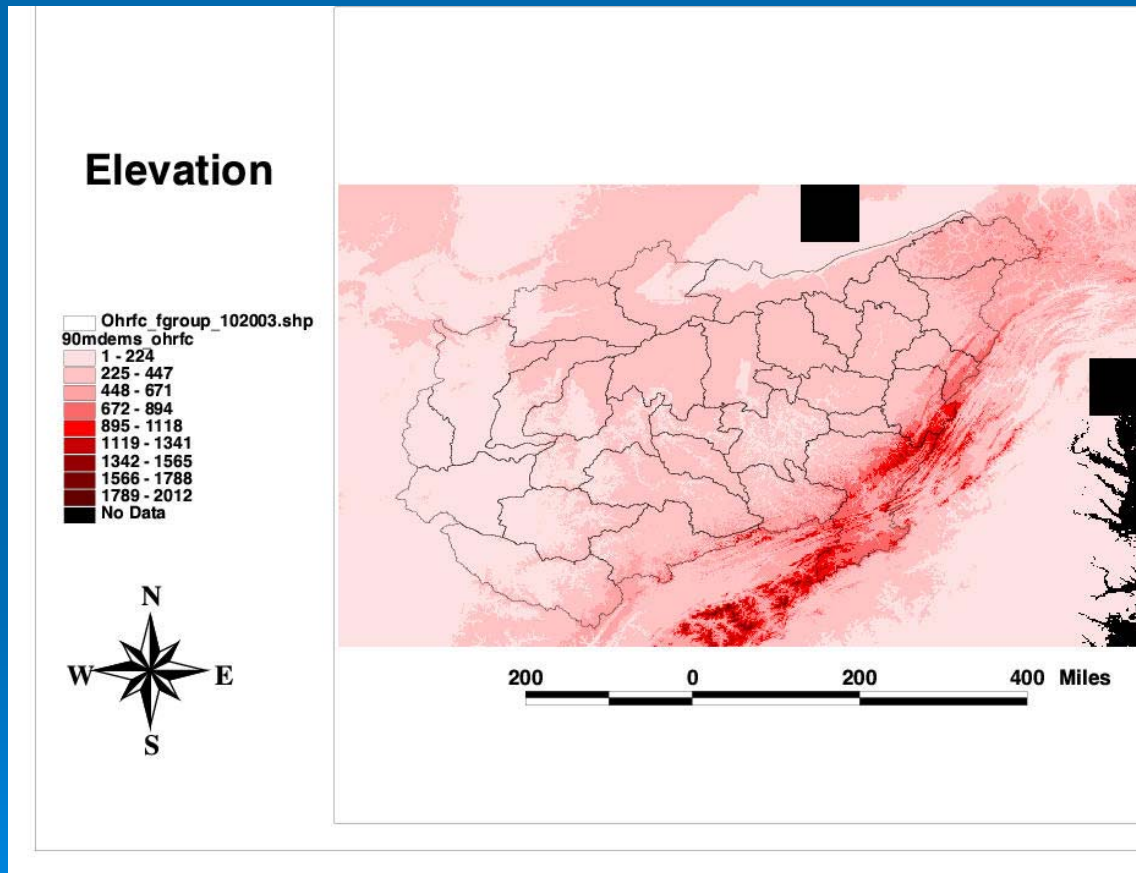 Elevation
Ohrfc_fgroup_102003.shp
90mdems_ohrfc
1 - 224
225 - 447
448 - 671
672 - 894
895 - 1118
1119 - 1341
1342 - 1565
1566 - 1788
1789 - 2012
No Data
N
W E
S
200 0 200 400 Miles